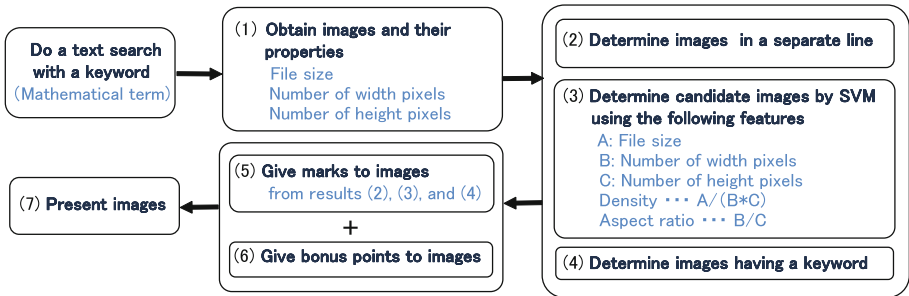 Do a text search
with a keyword
(Mathematical term)
(1) Obtain images and their
properties
File size
Number of width pixels
Number of height pixels
(2) Determine images in a separate line
(3) Determine candidate images by SVM
using the following features
A: File size
B: Number of width pixels
C: Number of height pixels
Density ･･･ A/(B*C)
Aspect ratio ･･･ B/C
(4) Determine images having a keyword
(5) Give marks to images
from results (2), (3), and (4)
+
(6) Give bonus points to images
(7) Present images